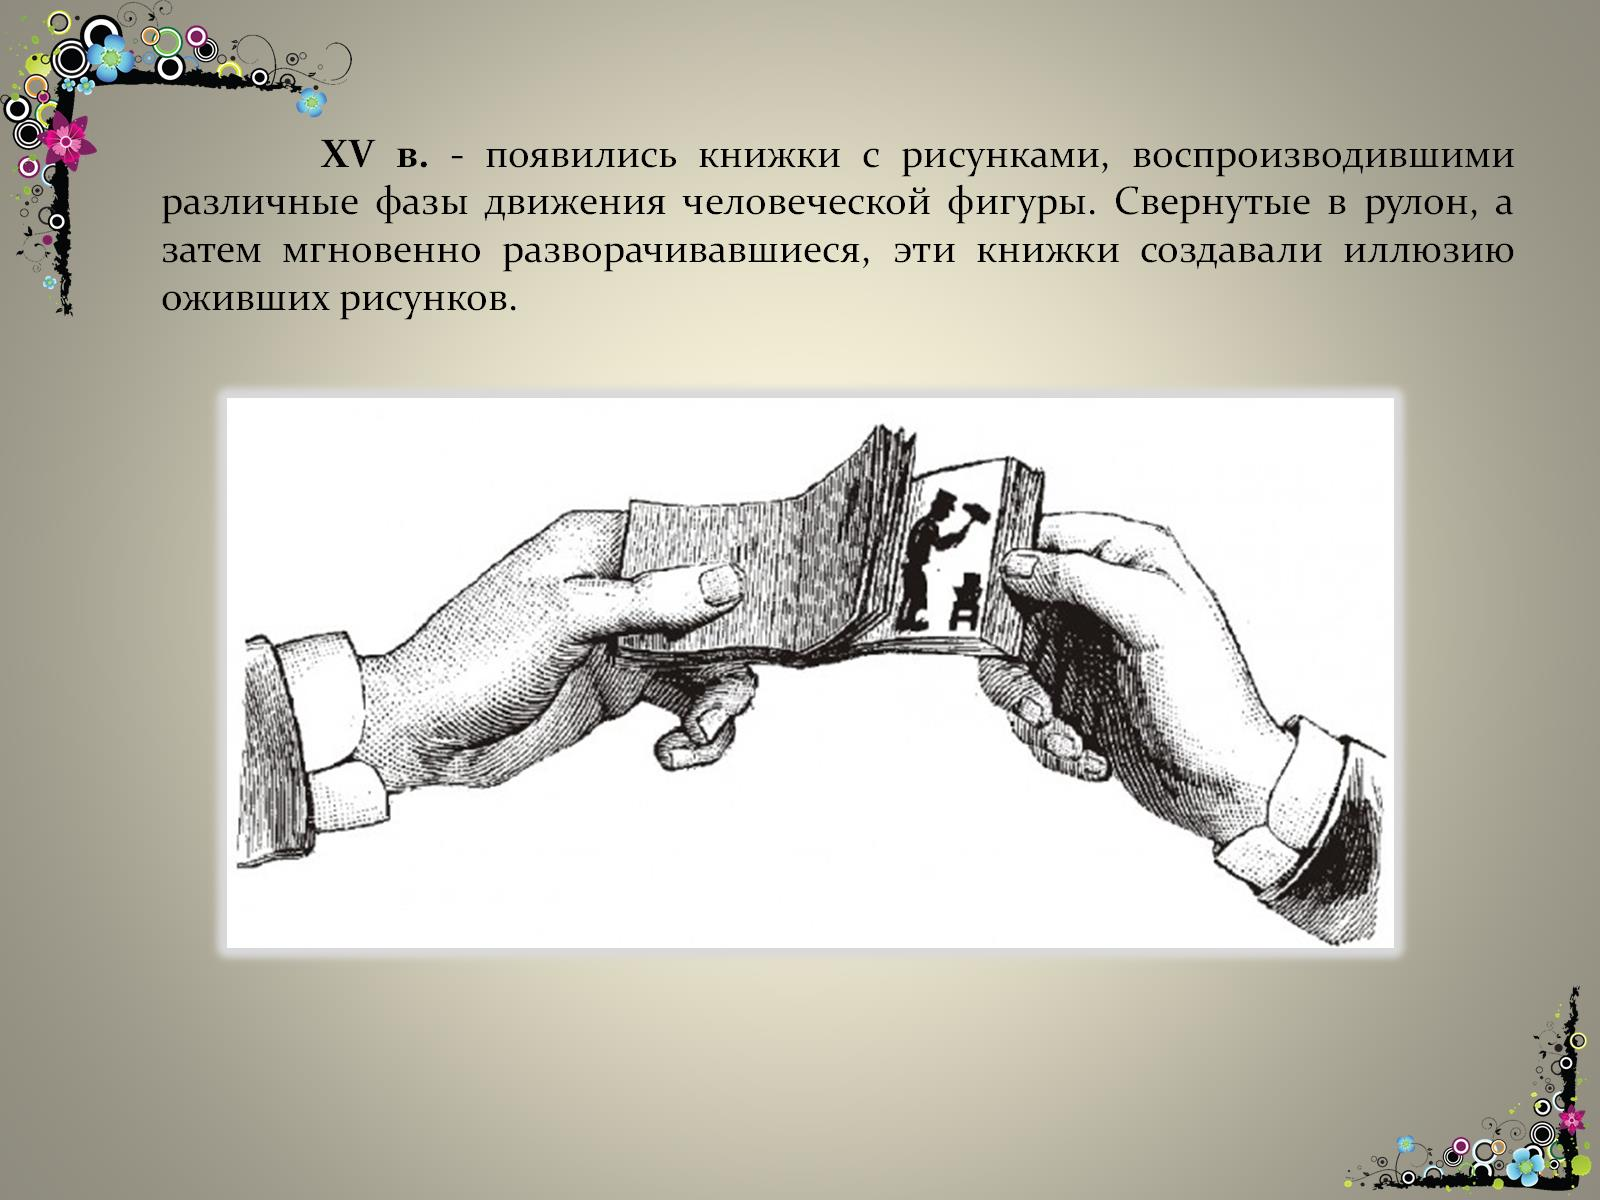 XV в. - появились книжки с рисунками, воспроизводившими
различные фазы движения человеческой фигуры. Свернутые в рулон, а
затем мгновенно разворачивавшиеся, эти книжки создавали иллюзию
оживших рисунков.